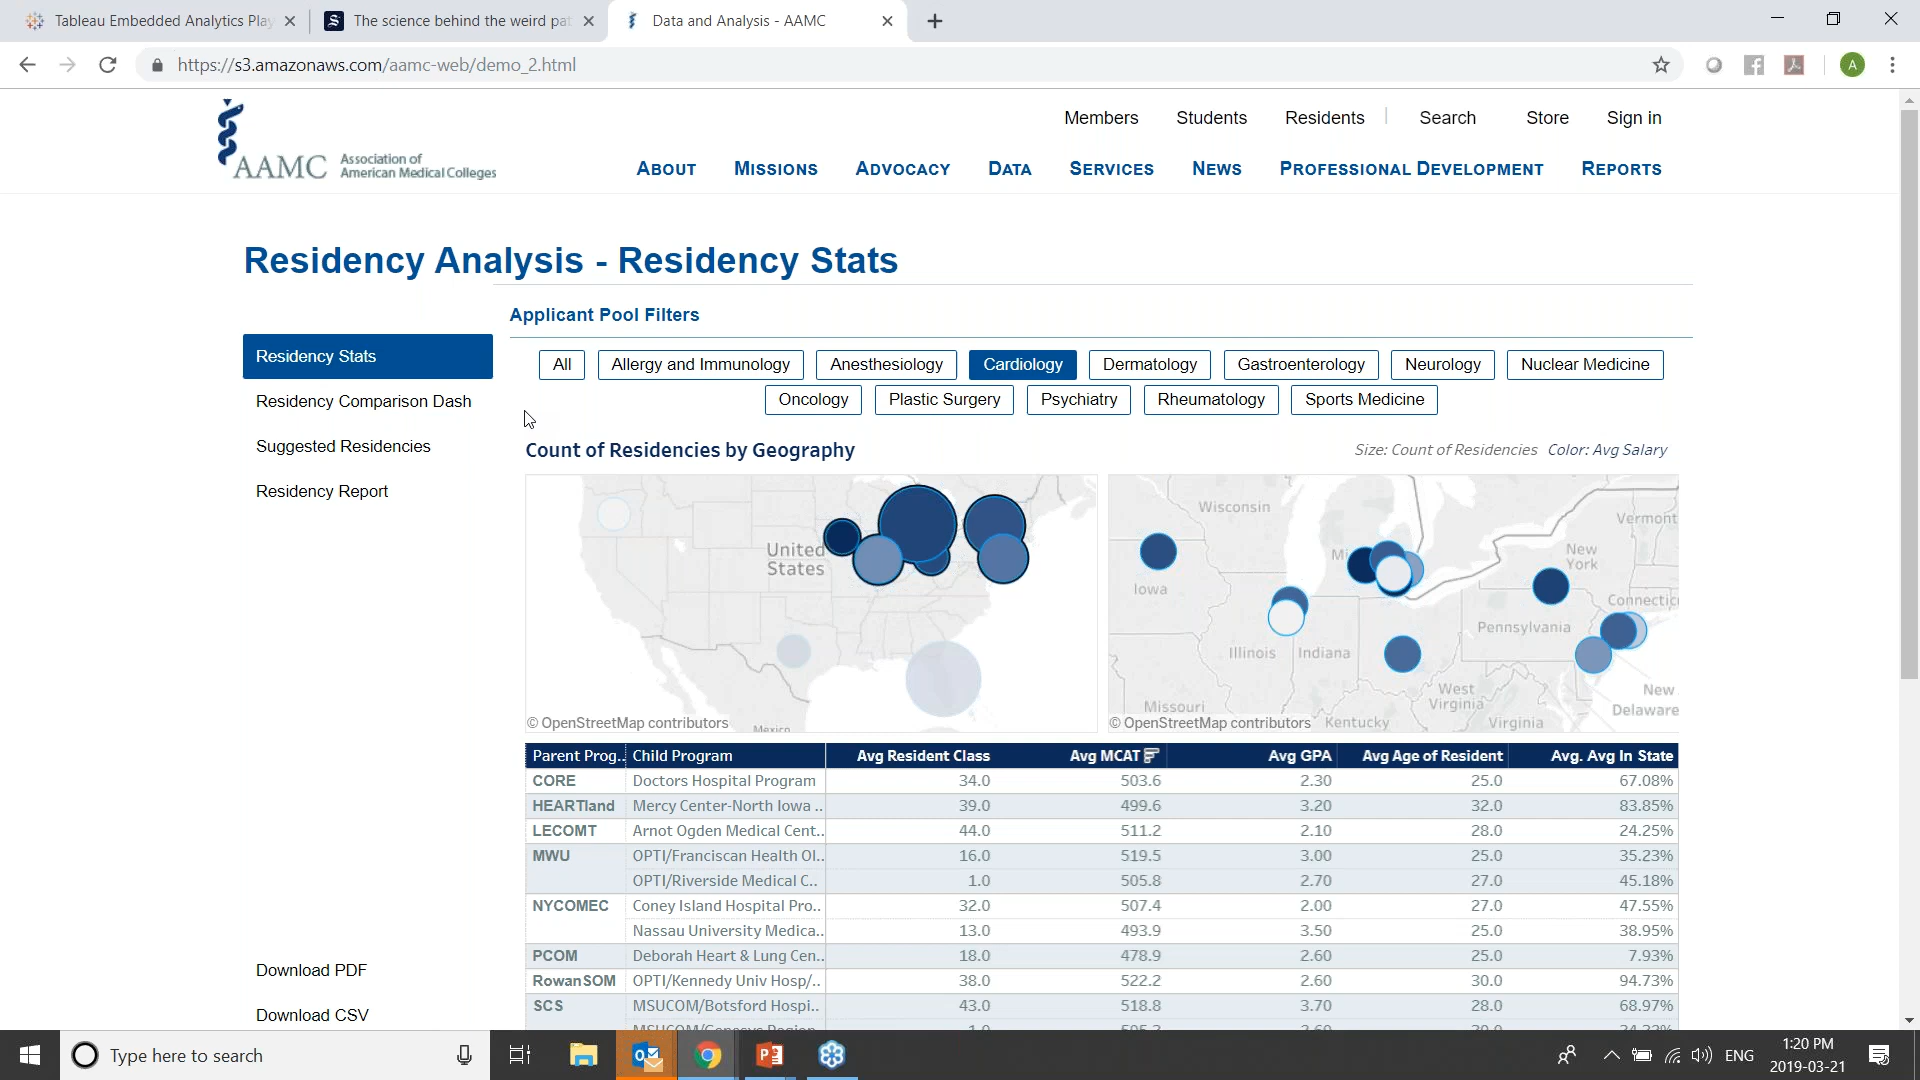 Tableau Embedded Analytics Play
The science behind the weird pa
Data and Analysis - AAMC
https://s3.amazonaws.com/aamc-web/demo_2.html
A
Members Students Residents Search Store Sign in
AAMC Association of
American Medical Colleges
ABOUT MISSIONS ADVOCACY DATA SERVICES NEWS PROFESSIONAL DEVELOPMENT REPORTS
Residency Analysis - Residency Stats
Applicant Pool Filters
Residency Stats
Residency Comparison Dash
Suggested Residencies
Residency Report
All Allergy and Immunology Anesthesiology Cardiology Dermatology Gastroenterology Neurology Nuclear Medicine
Oncology Plastic Surgery Psychiatry Rheumatology Sports Medicine
Count of Residencies by Geography
Size: Count of Residencies Color: Avg Salary
United
States
Mexico
© OpenStreetMap contributors
Wisconsin
Vermont
New
York
Iowa
Connectic
Pennsylvania
Illinois Indiana
West
Virginia
New
Delaware
Missouri
Kentucky
Virginia
© OpenStreetMap contributors
Parent Prog.. Child Program Avg Resident Class Avg MCAT Avg GPA Avg Age of Resident Avg. Avg In State
CORE Doctors Hospital Program 34.0 503.6 2.30 25.0 67.08%
HEARTland Mercy Center-North Iowa .. 39.0 499.6 3.20 32.0 83.85%
LECOMT Arnot Ogden Medical Cent.. 44.0 511.2 2.10 28.0 24.25%
MWU OPTI/Franciscan Health Ol.. 16.0 519.5 3.00 25.0 35.23%
OPTI/Riverside Medical C.. 1.0 505.8 2.70 27.0 45.18%
NYCOMEC Coney Island Hospital Pro.. 32.0 507.4 2.00 27.0 47.55%
Nassau University Medica.. 13.0 493.9 3.50 25.0 38.95%
PCOM Deborah Heart & Lung Cen.. 18.0 478.9 2.60 25.0 7.93%
RowanSOM OPTI/Kennedy Univ Hosp/.. 38.0 522.2 2.60 30.0 94.73%
SCS MSUCOM/Botsford Hospi.. 43.0 518.8 3.70 28.0 68.97%
Download PDF
Download CSV
Type here to search
ENG
1:20 PM
2019-03-21